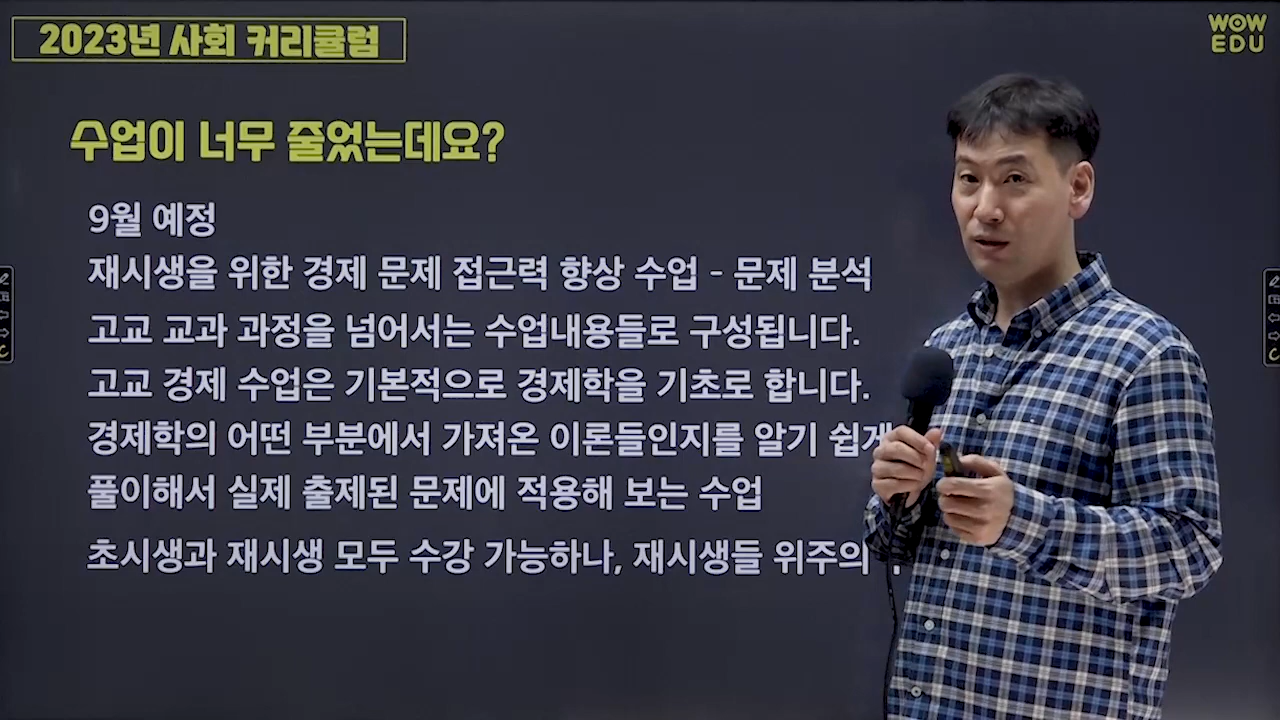 2023년 사회 커리큘럼
WOW
EDU
수업이 너무 줄었는데요?
9월 예정
재시생을 위한 경제 문제 접근력 향상 수업 - 문제 분석
고교 교과 과정을 넘어서는 수업내용들로 구성됩니다.
고교 경제 수업은 기본적으로 경제학을 기초로 합니다.
경제학의 어떤 부분에서 가져온 이론들인지를 알기 쉽게
풀이해서 실제 출제된 문제에 적용해 보는 수업
초시생과 재시생 모두 수강 가능하나, 재시생들 위주의